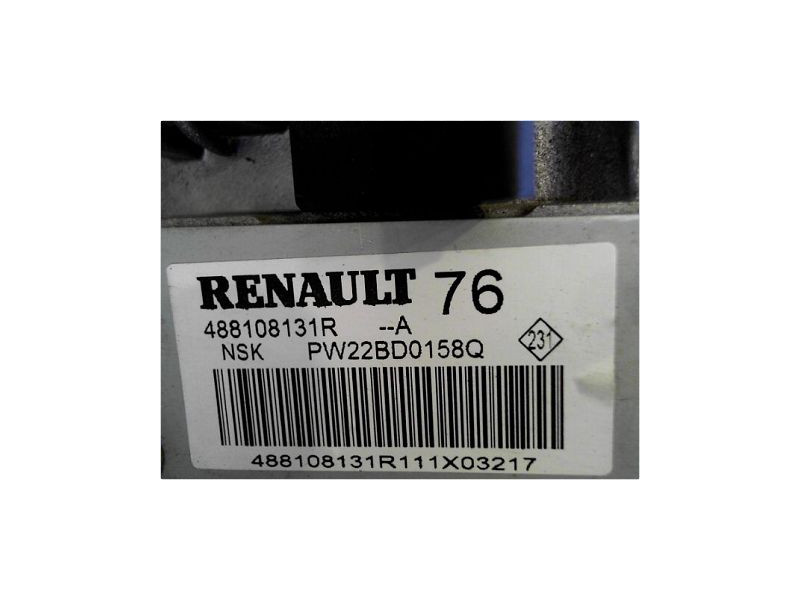 RENAULT 76
488108131R --A
NSK PW22BD0158Q 231
488108131R111X03217